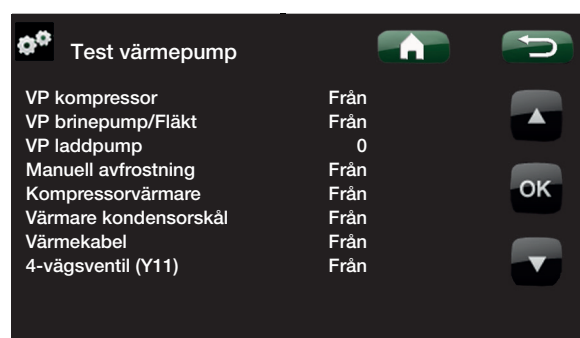 Test värmepump
VP kompressor Från
VP brinepump/Fläkt Från
VP laddpump 0
Manuell avfrostning Från
Kompressorvärmare Från
Värmare kondensorskål Från
Värmekabel Från
4-vägsventil (Y11) Från
OK